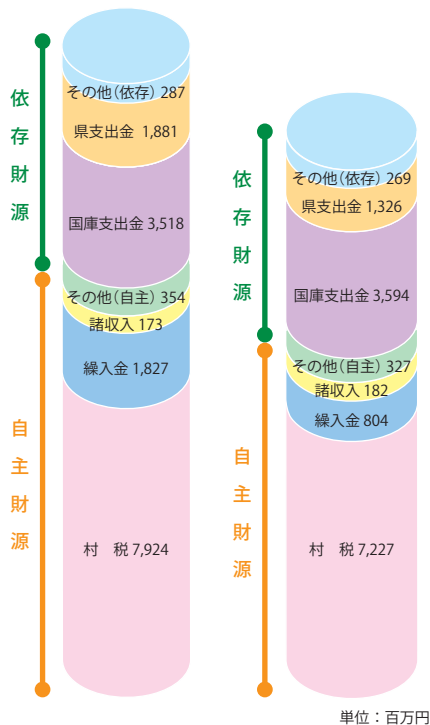 依存財源
その他（依存） 287
県支出金 1,881
国庫支出金 3,518
自主財源
その他（自主） 354
諸収入 173
繰入金 1,827
村　税 7,924
依存財源
その他（依存） 269
県支出金 1,326
国庫支出金 3,594
自主財源
その他（自主） 327
諸収入 182
繰入金 804
村　税 7,227
単位：百万円